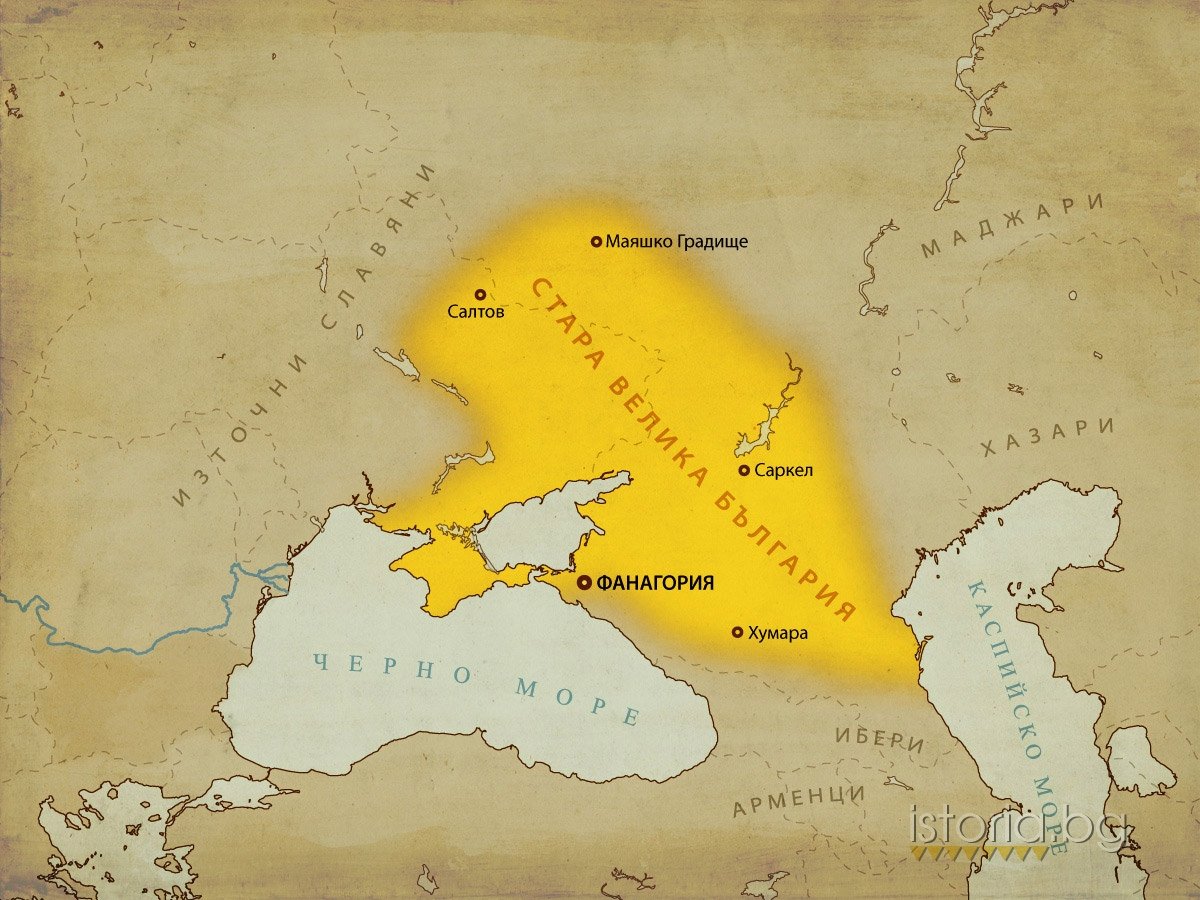 МАДЖАРИ
ИЗТОЧНИ СЛАВЯНИ
Маяшко Градище
Салтов
СТАРА ВЕЛИКА БЪЛГАРИЯ
ХАЗАРИ
Саркел
ФАНАГОРИЯ
Хумара
ЧЕРНО МОРЕ
КАСПИЙСКО МОРЕ
ИБЕРИ
АРМЕНЦИ
istoria.bg